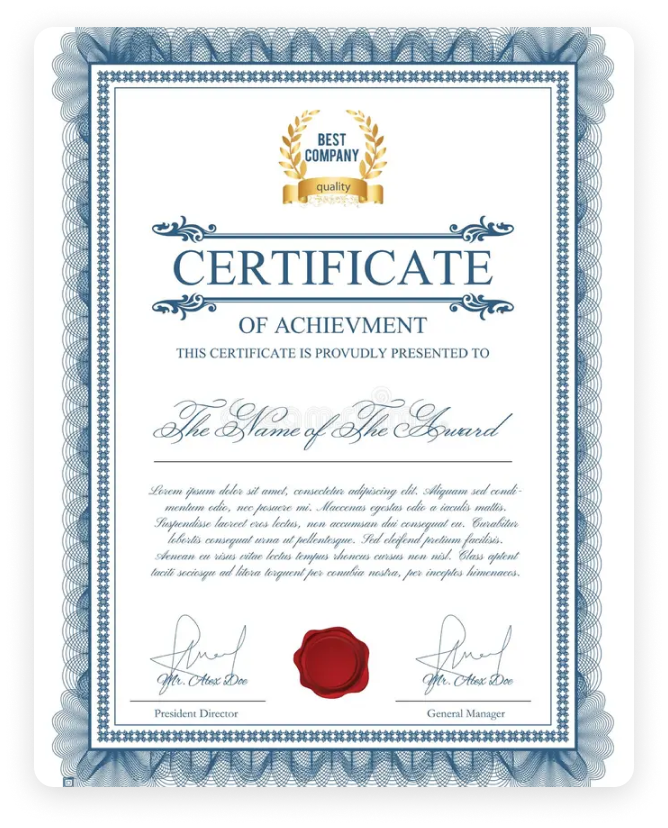 BEST
COMPANY
quality
CERTIFICATE
OF ACHIEVMENT
THIS CERTIFICATE IS PROVUDLY PRESENTED TO
The Name of The Award
Lorem ipsum dolor sit amet, consectetur adipiscing elit. Aliquam sed condi-
mentum odio, nec posuere mi. Maecenas egestas odio a iaculis mattis.
Suspendisse laoreet eros lectus, non accumsan dui consequat eu. Curabitur
lobortis consequat urna ut pellentesque. Sed eleifend pretium facilisis.
Aenean eu risus vitae lectus tempus rhoncus cursus non nisl. Class aptent
taciti sociosqu ad litora torquent per conubia nostra, per inceptos himenaeos.
Mr. Alex Doe
Mr. Alex Doe
President Director
General Manager